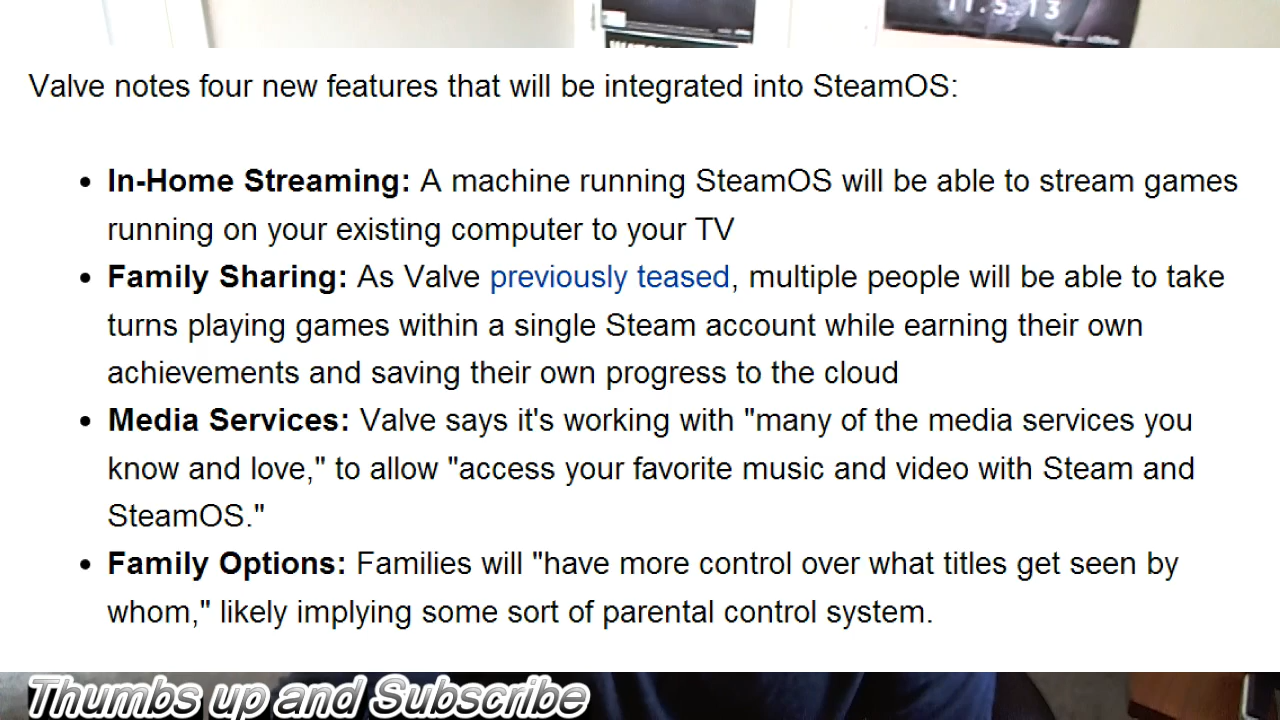 11.5.13
Valve notes four new features that will be integrated into SteamOS:
• In-Home Streaming: A machine running SteamOS will be able to stream games
running on your existing computer to your TV
• Family Sharing: As Valve previously teased, multiple people will be able to take
turns playing games within a single Steam account while earning their own
achievements and saving their own progress to the cloud
• Media Services: Valve says it's working with "many of the media services you
know and love," to allow "access your favorite music and video with Steam and
SteamOS."
• Family Options: Families will "have more control over what titles get seen by
whom," likely implying some sort of parental control system.
Thumbs up and Subscribe